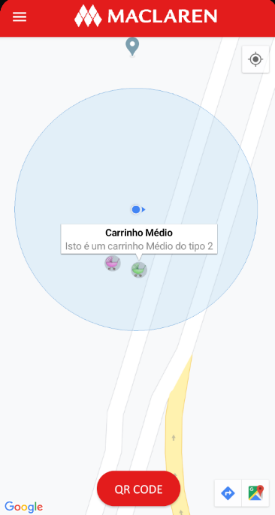 MACLAREN
Carrinho Médio
Isto é um carrinho Médio do tipo 2
QR CODE
Google